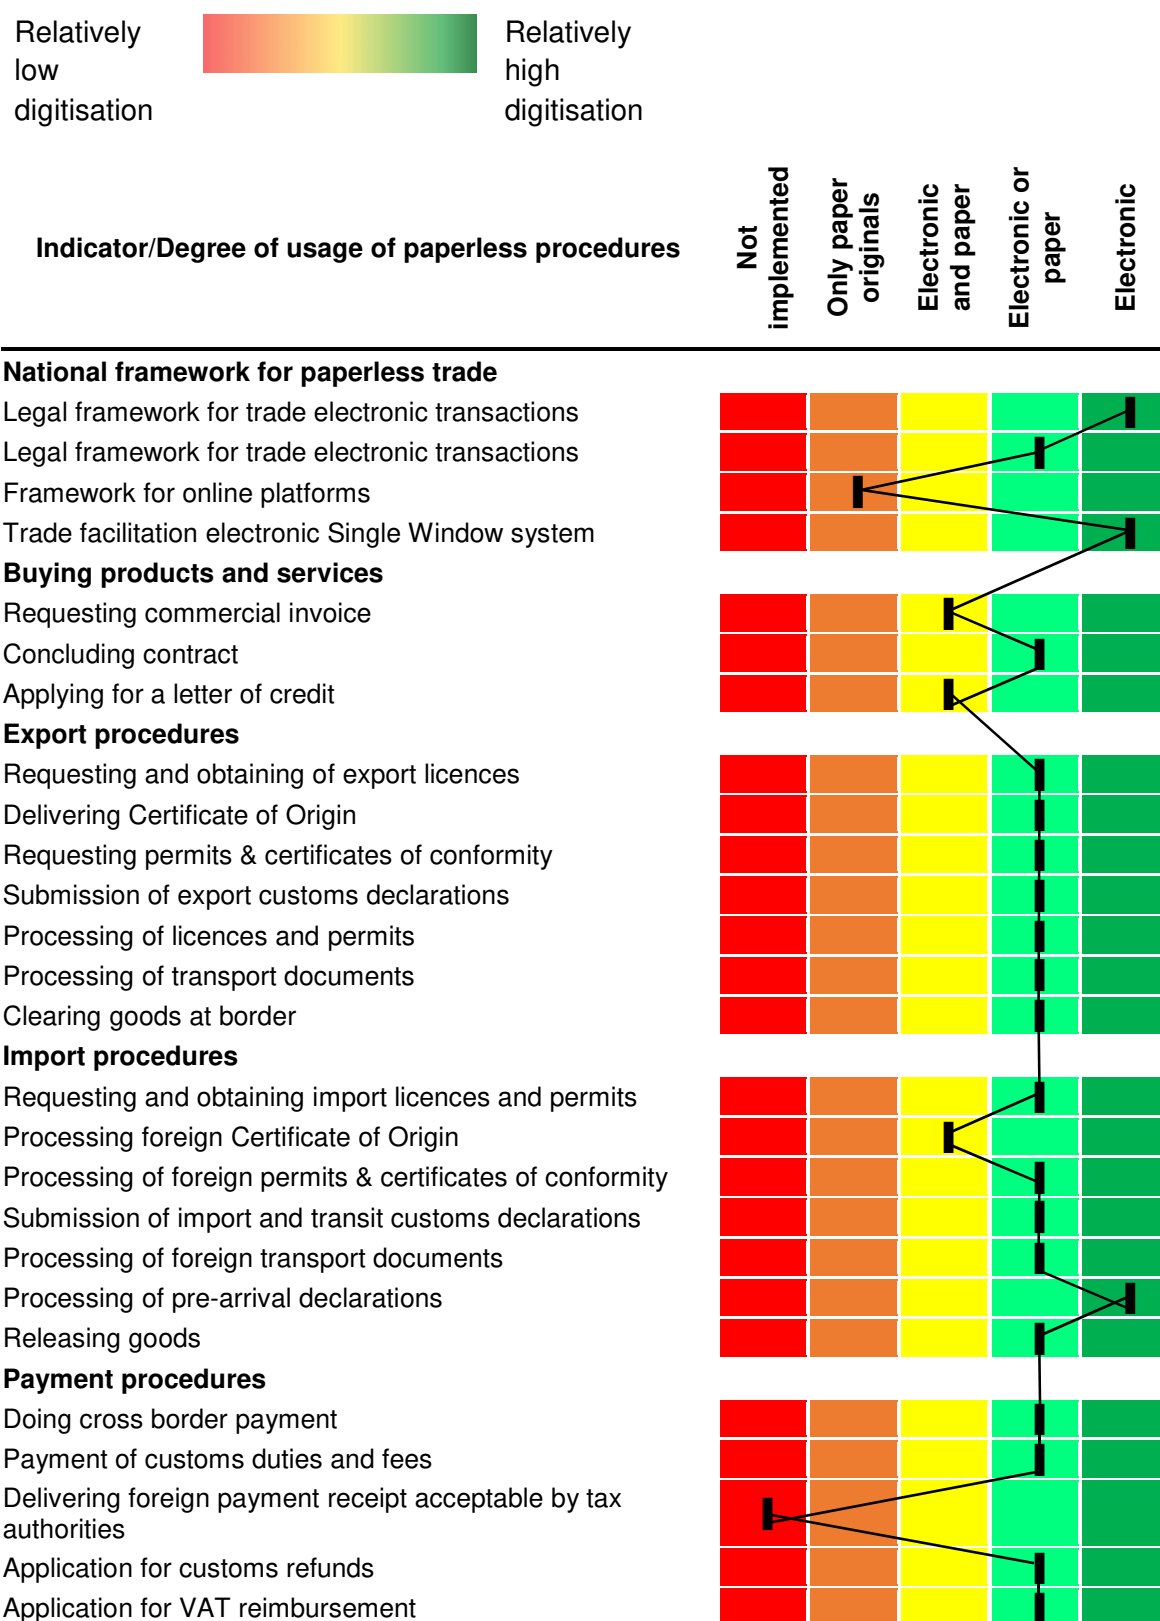 Relatively
low
digitisation
Relatively
high
digitisation
Indicator/Degree of usage of paperless procedures
Not
implemented
Only paper
originals
Electronic
and paper
Electronic or
paper
Electronic
National framework for paperless trade
Legal framework for trade electronic transactions
Legal framework for trade electronic transactions
Framework for online platforms
Trade facilitation electronic Single Window system
Buying products and services
Requesting commercial invoice
Concluding contract
Applying for a letter of credit
Export procedures
Requesting and obtaining of export licences
Delivering Certificate of Origin
Requesting permits & certificates of conformity
Submission of export customs declarations
Processing of licences and permits
Processing of transport documents
Clearing goods at border
Import procedures
Requesting and obtaining import licences and permits
Processing foreign Certificate of Origin
Processing of foreign permits & certificates of conformity
Submission of import and transit customs declarations
Processing of foreign transport documents
Processing of pre-arrival declarations
Releasing goods
Payment procedures
Doing cross border payment
Payment of customs duties and fees
Delivering foreign payment receipt acceptable by tax
authorities
Application for customs refunds
Application for VAT reimbursement